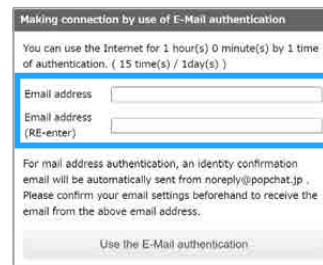 Making connection by use of E-Mail authentication
You can use the Internet for 1 hour(s) 0 minute(s) by 1 time
of authentication. ( 15 time(s) / 1day(s) )
Email address
Email address
(RE-enter)
For mail address authentication, an identity confirmation
email will be automatically sent from noreply@popchat.jp .
Please confirm your email settings beforehand to receive the
email from the above email address.
Use the E-Mail authentication